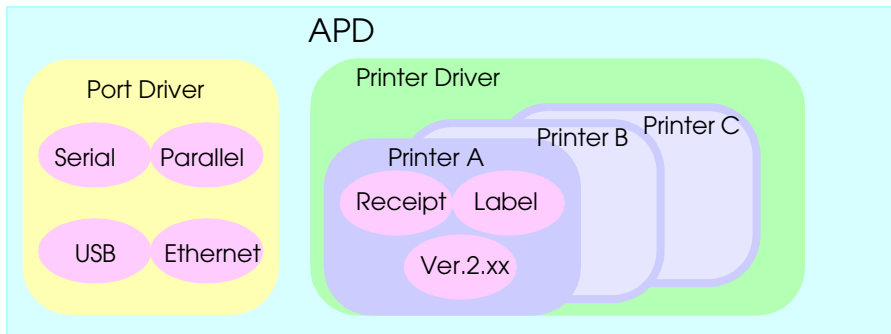 APD
Port Driver
Serial
Parallel
USB
Ethernet
Printer Driver
Printer A
Printer B
Printer C
Receipt
Label
Ver.2.xx